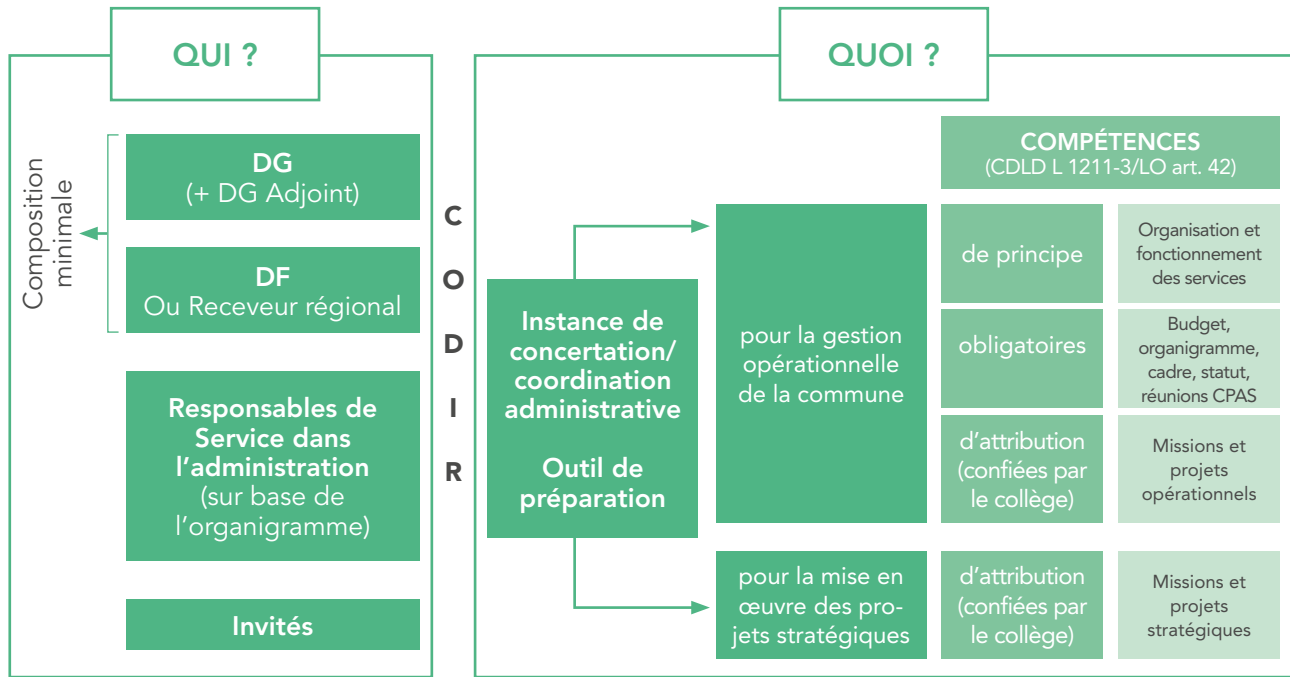 QUI ?
Composition
minimale
DG
(+ DG Adjoint)
DF
Ou Receveur régional
Responsables de
Service dans
l'administration
(sur base de
l'organigramme)
Invités
C
O
D
I
R
QUOI ?
Instance de
concertation/
coordination
administrative
Outil de
préparation
pour la gestion
opérationnelle
de la commune
COMPÉTENCES
(CDLD L 1211-3/LO art. 42)
de principe
Organisation et
fonctionnement
des services
obligatoires
Budget,
organigramme,
cadre, statut,
réunions CPAS
d'attribution
(confiées par
le collège)
Missions et
projets
opérationnels
pour la mise en
œuvre des pro-
jets stratégiques
d'attribution
(confiées par
le collège)
Missions et
projets
stratégiques